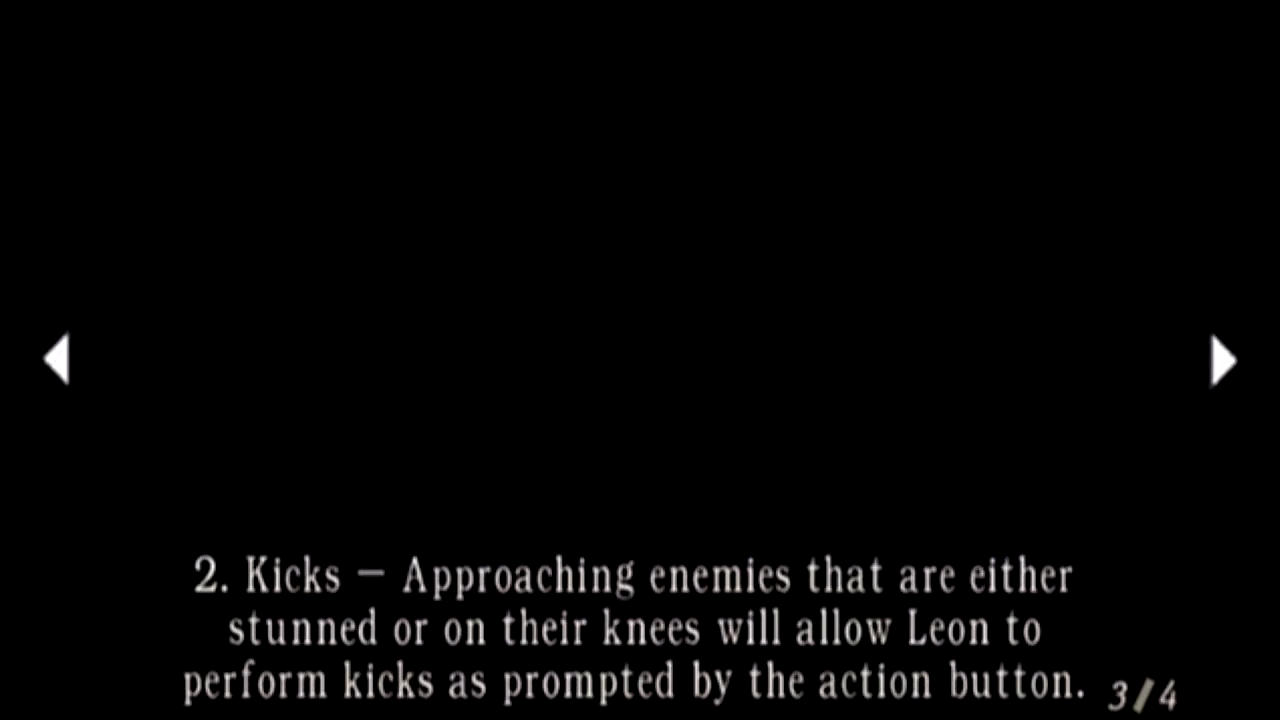 2. Kicks — Approaching enemies that are either
stunned or on their knees will allow Leon to
perform kicks as prompted by the action button.
3/4